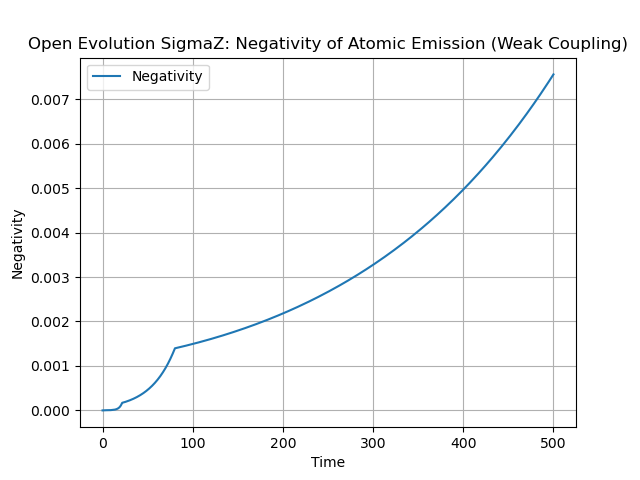 Open Evolution SigmaZ: Negativity of Atomic Emission (Weak Coupling)
Negativity
0.007
0.006
0.005
0.004
0.003
0.002
0.001
0.000
Negativity
0 100 200 300 400 500
Time